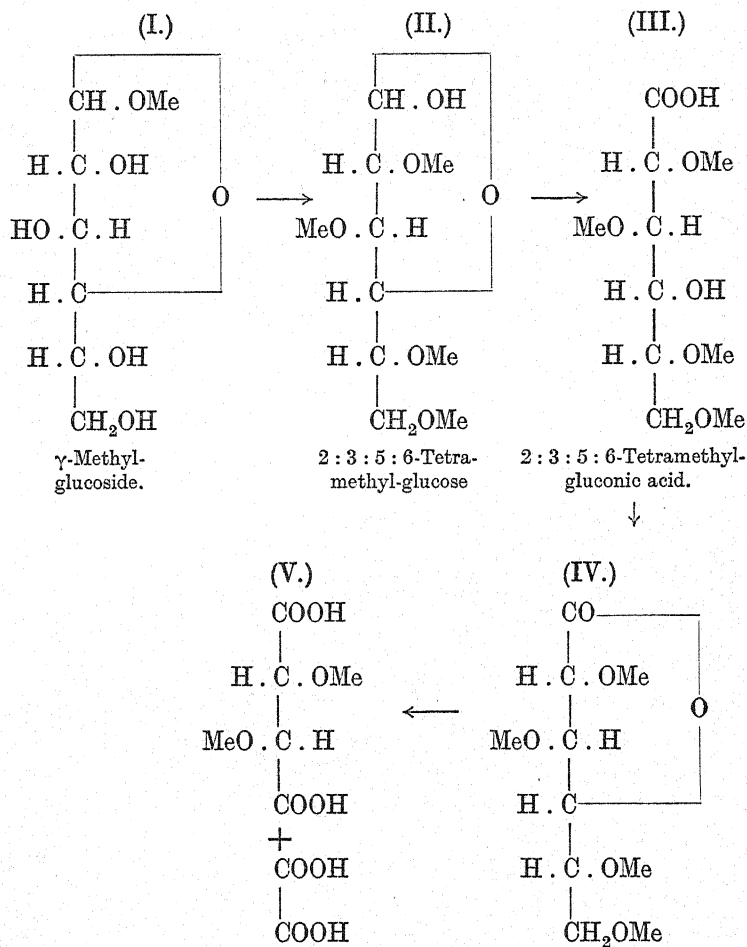 (I.) (II.) (III.)
CH . OMe CH . OH COOH
H . C . OH H . C . OMe H . C . OMe
O → O →
HO . C . H MeO . C . H MeO . C . H
H . C H . C H . C . OH
H . C . OH H . C . OMe H . C . OMe
CH₂OH CH₂OMe CH₂OMe
γ-Methyl- 2 : 3 : 5 : 6-Tetra- 2 : 3 : 5 : 6-Tetramethyl-
glucoside. methyl-glucose gluconic acid.
↓
(V.) (IV.)
COOH CO
H . C . OMe H . C . OMe
← O
MeO . C . H MeO . C . H
COOH H . C
+
COOH H . C . OMe
COOH CH₂OMe